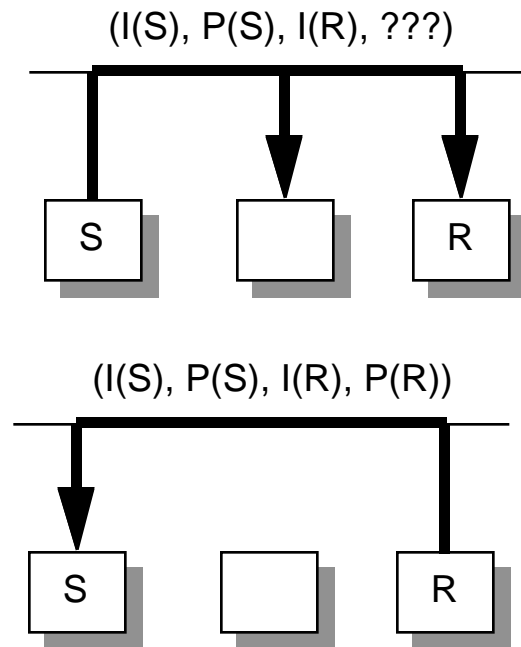 (I(S), P(S), I(R), ???)
S R
(I(S), P(S), I(R), P(R))
S R